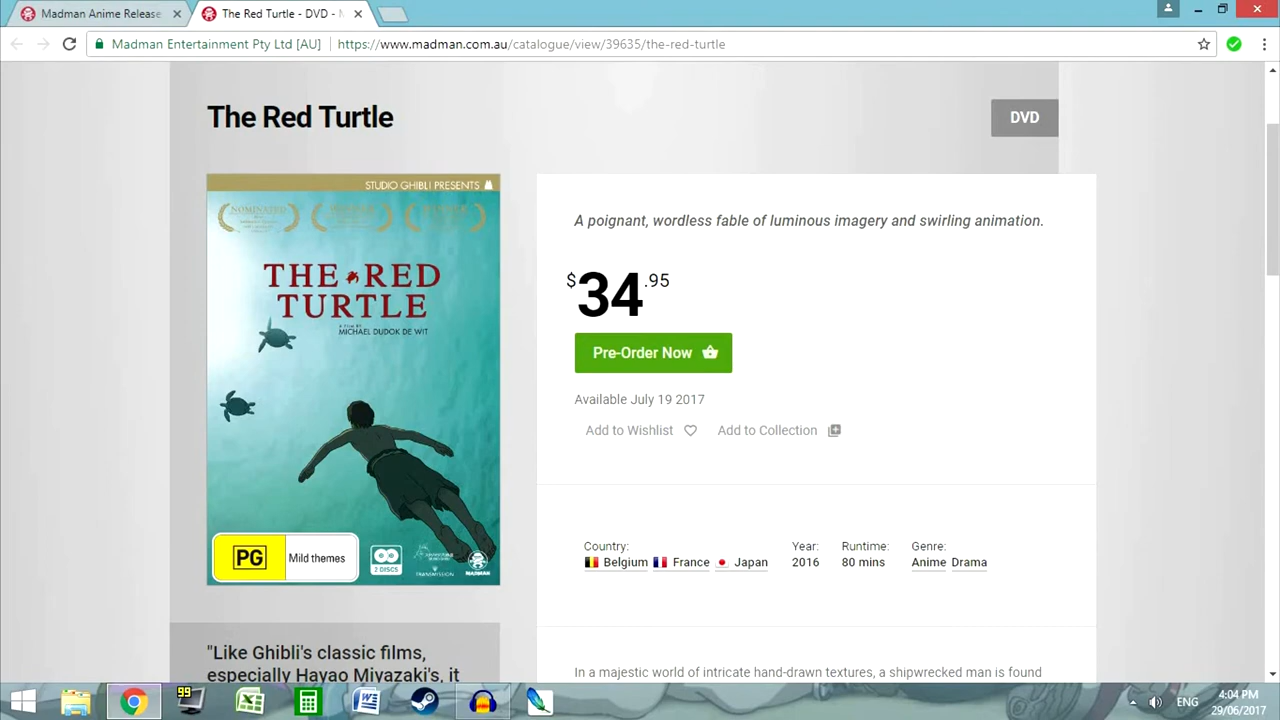 Madman Anime Release
The Red Turtle - DVD - M
Madman Entertainment Pty Ltd [AU]
https://www.madman.com.au/catalogue/view/39635/the-red-turtle
The Red Turtle
DVD
STUDIO GHIBLI PRESENTS
NOMINATED
THE RED
TURTLE
A FILM BY
MICHAEL DUDOK DE WIT
PG
Mild themes
2 DISCS
TRANSMISSION
MADMAN
A poignant, wordless fable of luminous imagery and swirling animation.
$34.95
Pre-Order Now
Available July 19 2017
Add to Wishlist
Add to Collection
Country: Year: Runtime: Genre:
Belgium France Japan 2016 80 mins Anime Drama
"Like Ghibli's classic films,
especially Hayao Miyazaki's, it
In a majestic world of intricate hand-drawn textures, a shipwrecked man is found
99
ENG
4:04 PM
29/06/2017